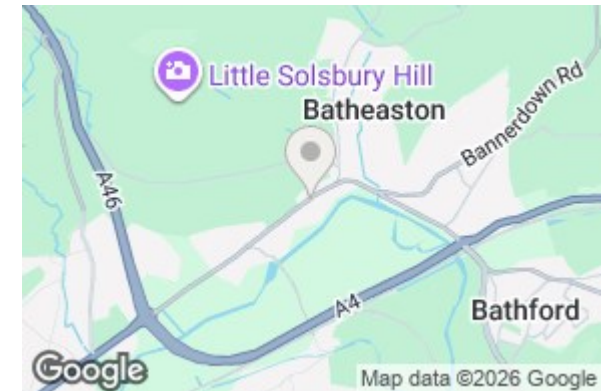 Little Solsbury Hill
Batheaston
Bannerdown Rd
A46
A4
Bathford
Google
Map data ©2026 Google